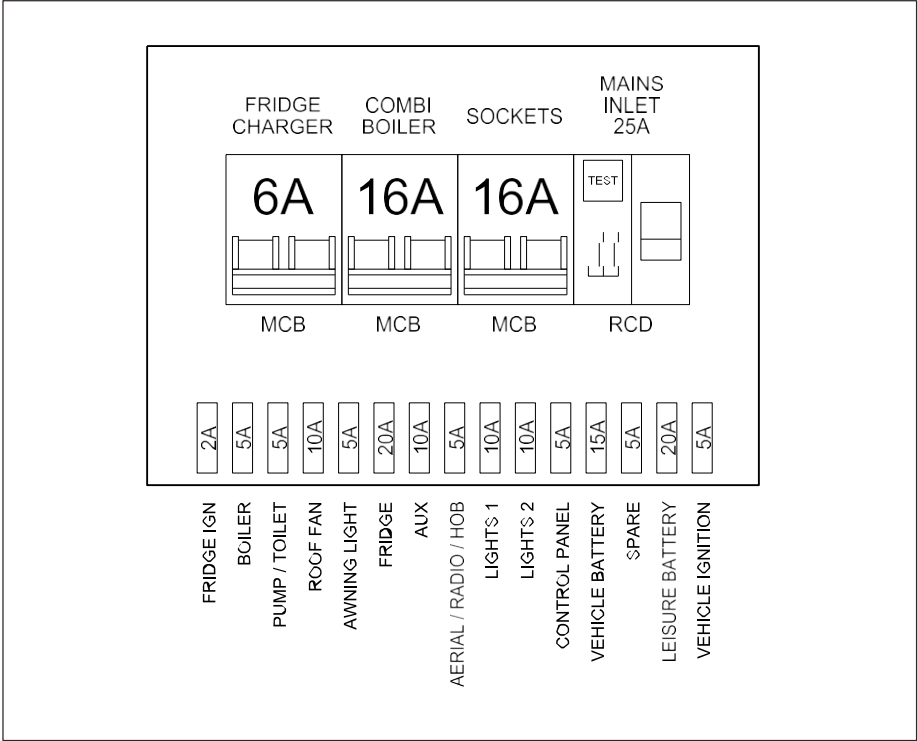 FRIDGE
CHARGER
COMBI
BOILER
SOCKETS
MAINS
INLET
25A
6A
16A
16A
TEST
MCB
MCB
MCB
RCD
2A
5A
5A
10A
5A
20A
10A
5A
10A
10A
5A
15A
5A
20A
5A
FRIDGE IGN
BOILER
PUMP / TOILET
ROOF FAN
AWNING LIGHT
FRIDGE
AUX
AERIAL / RADIO / HOB
LIGHTS 1
LIGHTS 2
CONTROL PANEL
VEHICLE BATTERY
SPARE
LEISURE BATTERY
VEHICLE IGNITION